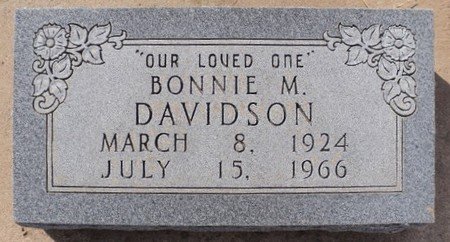 "OUR LOVED ONE"
BONNIE M.
DAVIDSON
MARCH 8, 1924
JULY 15, 1966